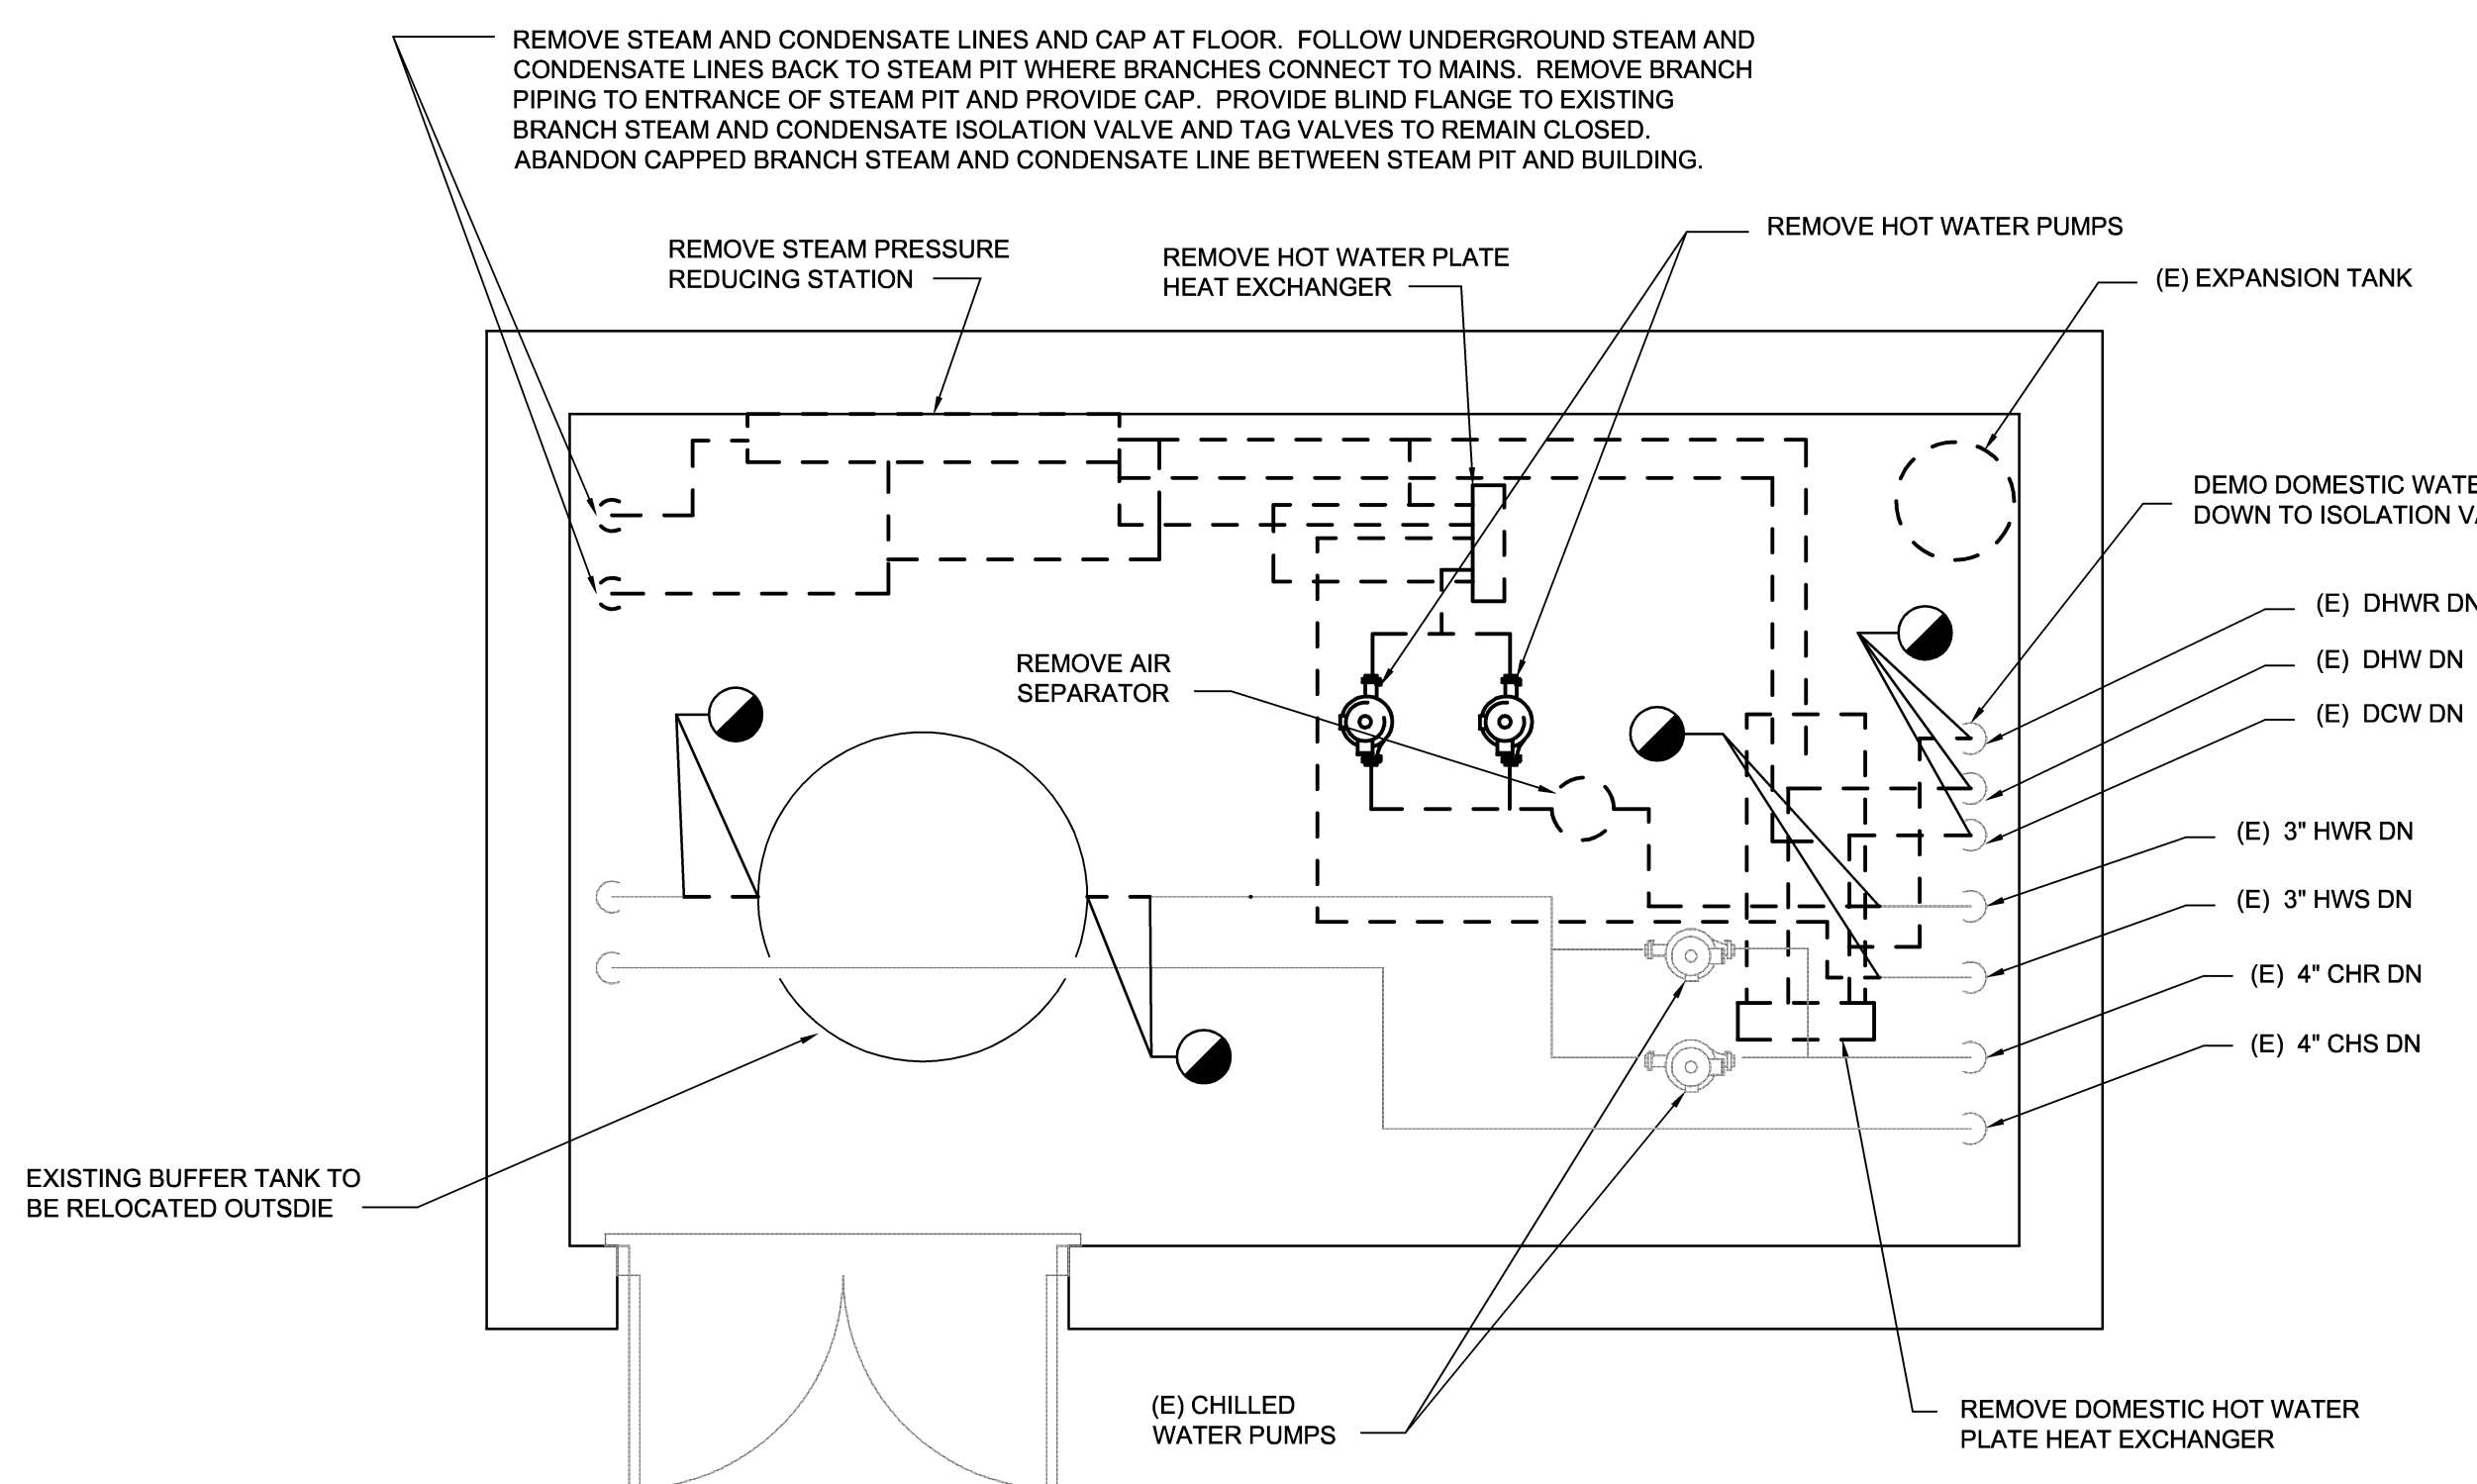 REMOVE STEAM AND CONDENSATE LINES AND CAP AT FLOOR. FOLLOW UNDERGROUND STEAM AND
CONDENSATE LINES BACK TO STEAM PIT WHERE BRANCHES CONNECT TO MAINS. REMOVE BRANCH
PIPING TO ENTRANCE OF STEAM PIT AND PROVIDE CAP. PROVIDE BLIND FLANGE TO EXISTING
BRANCH STEAM AND CONDENSATE ISOLATION VALVE AND TAG VALVES TO REMAIN CLOSED.
ABANDON CAPPED BRANCH STEAM AND CONDENSATE LINE BETWEEN STEAM PIT AND BUILDING.
REMOVE STEAM PRESSURE
REDUCING STATION
REMOVE HOT WATER PLATE
HEAT EXCHANGER
REMOVE HOT WATER PUMPS
(E) EXPANSION TANK
DEMO DOMESTIC
DOWN TO ISOLATION
(E) DHWR DN
(E) DHW DN
(E) DCW DN
REMOVE AIR
SEPARATOR
(E) 3" HWR DN
(E) 3" HWS DN
(E) 4" CHR DN
(E) 4" CHS DN
EXISTING BUFFER TANK TO
BE RELOCATED OUTSDIE
(E) CHILLED
WATER PUMPS
REMOVE DOMESTIC HOT WATER
PLATE HEAT EXCHANGER